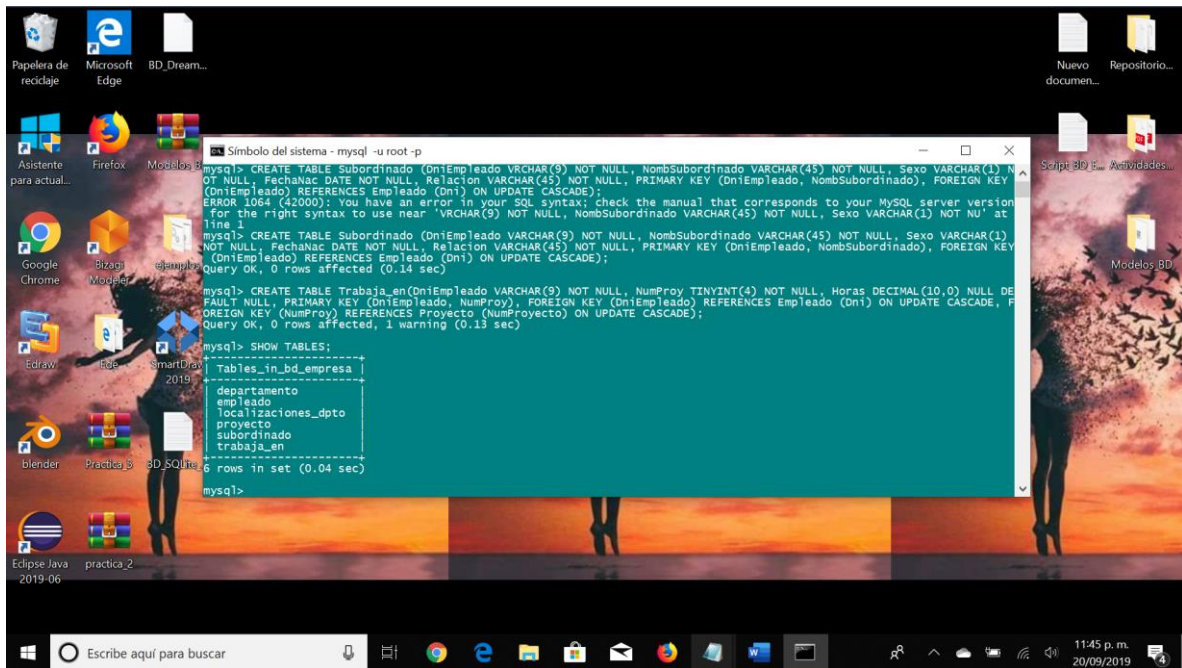 Papelera de
reciclaje
Microsoft
Edge
BD_Dream...
Nuevo
documen...
Repositorio...
Asistente
para actual...
Firefox
Modelos_B
Script_BD_E...
Actividades...
Símbolo del sistema - mysql -u root -p
mysql> CREATE TABLE Subordinado (DniEmpleado VRCHAR(9) NOT NULL, NombSubordinado VARCHAR(45) NOT NULL, Sexo VARCHAR(1) N
OT NULL, FechaNac DATE NOT NULL, Relacion VARCHAR(45) NOT NULL, PRIMARY KEY (DniEmpleado, NombSubordinado), FOREIGN KEY
(DniEmpleado) REFERENCES Empleado (Dni) ON UPDATE CASCADE);
ERROR 1064 (42000): You have an error in your SQL syntax; check the manual that corresponds to your MySQL server version
for the right syntax to use near 'VRCHAR(9) NOT NULL, NombSubordinado VARCHAR(45) NOT NULL, Sexo VARCHAR(1) NOT NU' at
line 1
mysql> CREATE TABLE Subordinado (DniEmpleado VARCHAR(9) NOT NULL, NombSubordinado VARCHAR(45) NOT NULL, Sexo VARCHAR(1)
NOT NULL, FechaNac DATE NOT NULL, Relacion VARCHAR(45) NOT NULL, PRIMARY KEY (DniEmpleado, NombSubordinado), FOREIGN KEY
(DniEmpleado) REFERENCES Empleado (Dni) ON UPDATE CASCADE);
Query OK, 0 rows affected (0.14 sec)
mysql> CREATE TABLE Trabaja_en(DniEmpleado VARCHAR(9) NOT NULL, NumProy TINYINT(4) NOT NULL, Horas DECIMAL(10,0) NULL DE
FAULT NULL, PRIMARY KEY (DniEmpleado, NumProy), FOREIGN KEY (DniEmpleado) REFERENCES Empleado (Dni) ON UPDATE CASCADE, F
OREIGN KEY (NumProy) REFERENCES Proyecto (NumProyecto) ON UPDATE CASCADE);
Query OK, 0 rows affected, 1 warning (0.13 sec)
mysql> SHOW TABLES;
+-----------------------+
| Tables_in_bd_empresa |
+-----------------------+
| departamento |
| empleado |
| localizaciones_dpto |
| proyecto |
| subordinado |
| trabaja_en |
+-----------------------+
6 rows in set (0.04 sec)
mysql>
Google
Chrome
Bizagi
Modeler
ejemplos
Modelos_BD
Edraw
Ede
SmartDraw
2019
blender
Practica_5
BD_SQLite_
Eclipse Java
2019-06
practica_2
Escribe aquí para buscar
11:45 p. m.
20/09/2019
4